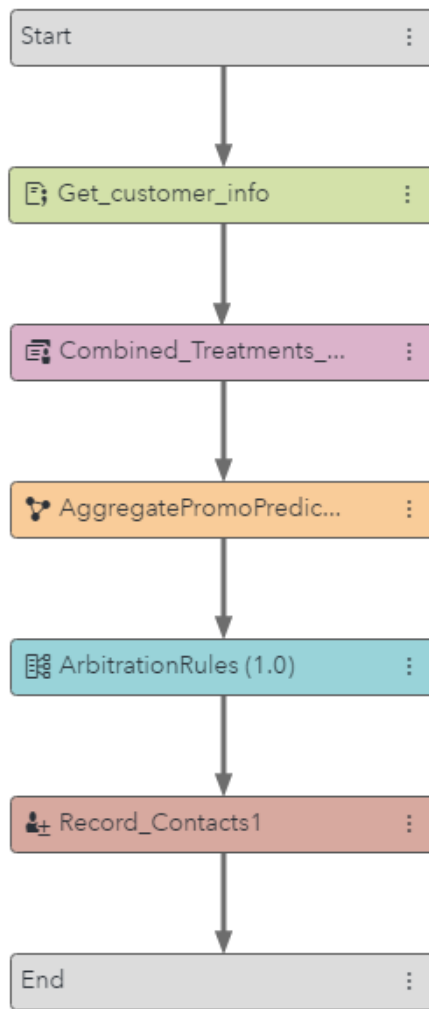 Start
Get_customer_info
Combined_Treatments_...
AggregatePromoPredic...
ArbitrationRules (1.0)
Record_Contacts1
End